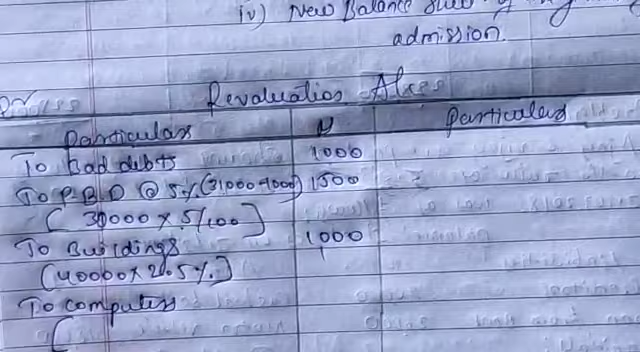 iv) New Balance
admission.
Revaluation A/c
Particulars
Particulars
To Bad debts 1000
To P.B.D @ 5% (31000-1000) 1500
[30000 x 5/100]
To Buildings 1000
[40000 x 2.5%]
To computers
[